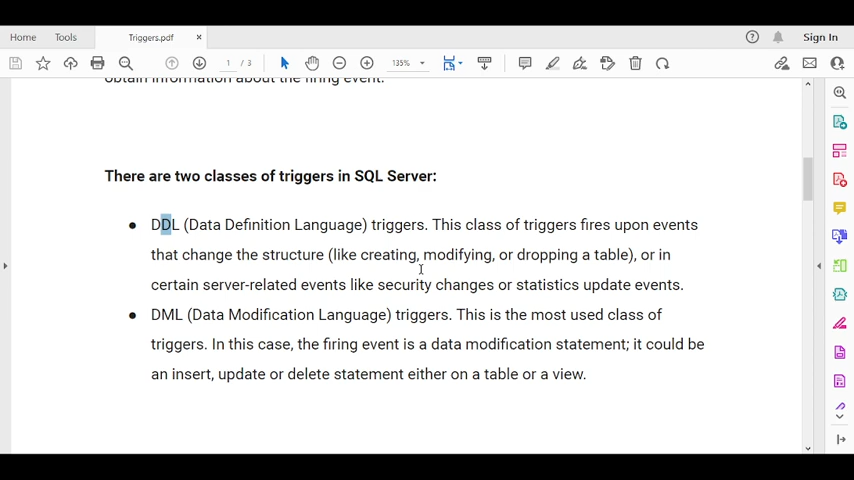 Home Tools Triggers.pdf × Sign In
1 / 3 135%
obtain information about the firing event.
There are two classes of triggers in SQL Server:
● DDL (Data Definition Language) triggers. This class of triggers fires upon events
that change the structure (like creating, modifying, or dropping a table), or in
certain server-related events like security changes or statistics update events.
● DML (Data Modification Language) triggers. This is the most used class of
triggers. In this case, the firing event is a data modification statement; it could be
an insert, update or delete statement either on a table or a view.